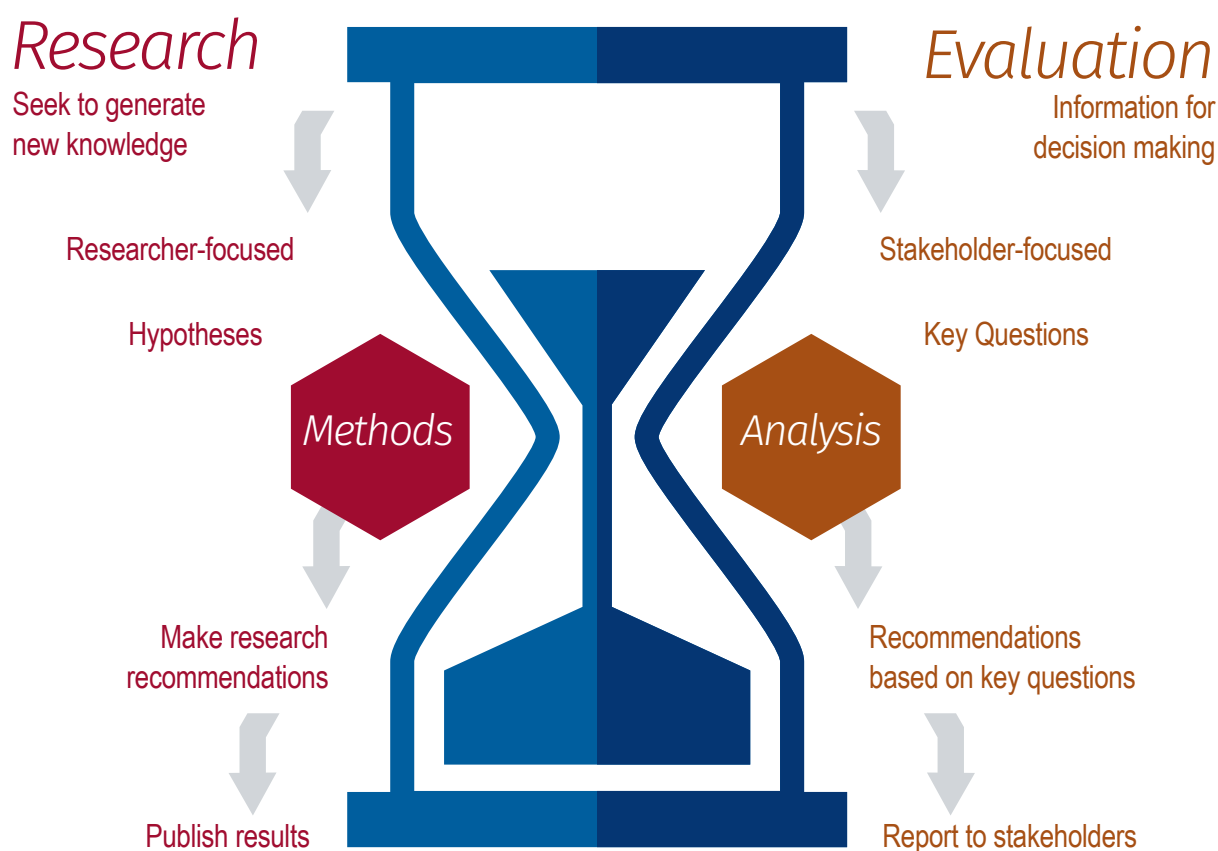 Research
Seek to generate
new knowledge
Researcher-focused
Hypotheses
Methods
Make research
recommendations
Publish results
Evaluation
Information for
decision making
Stakeholder-focused
Key Questions
Analysis
Recommendations
based on key questions
Report to stakeholders